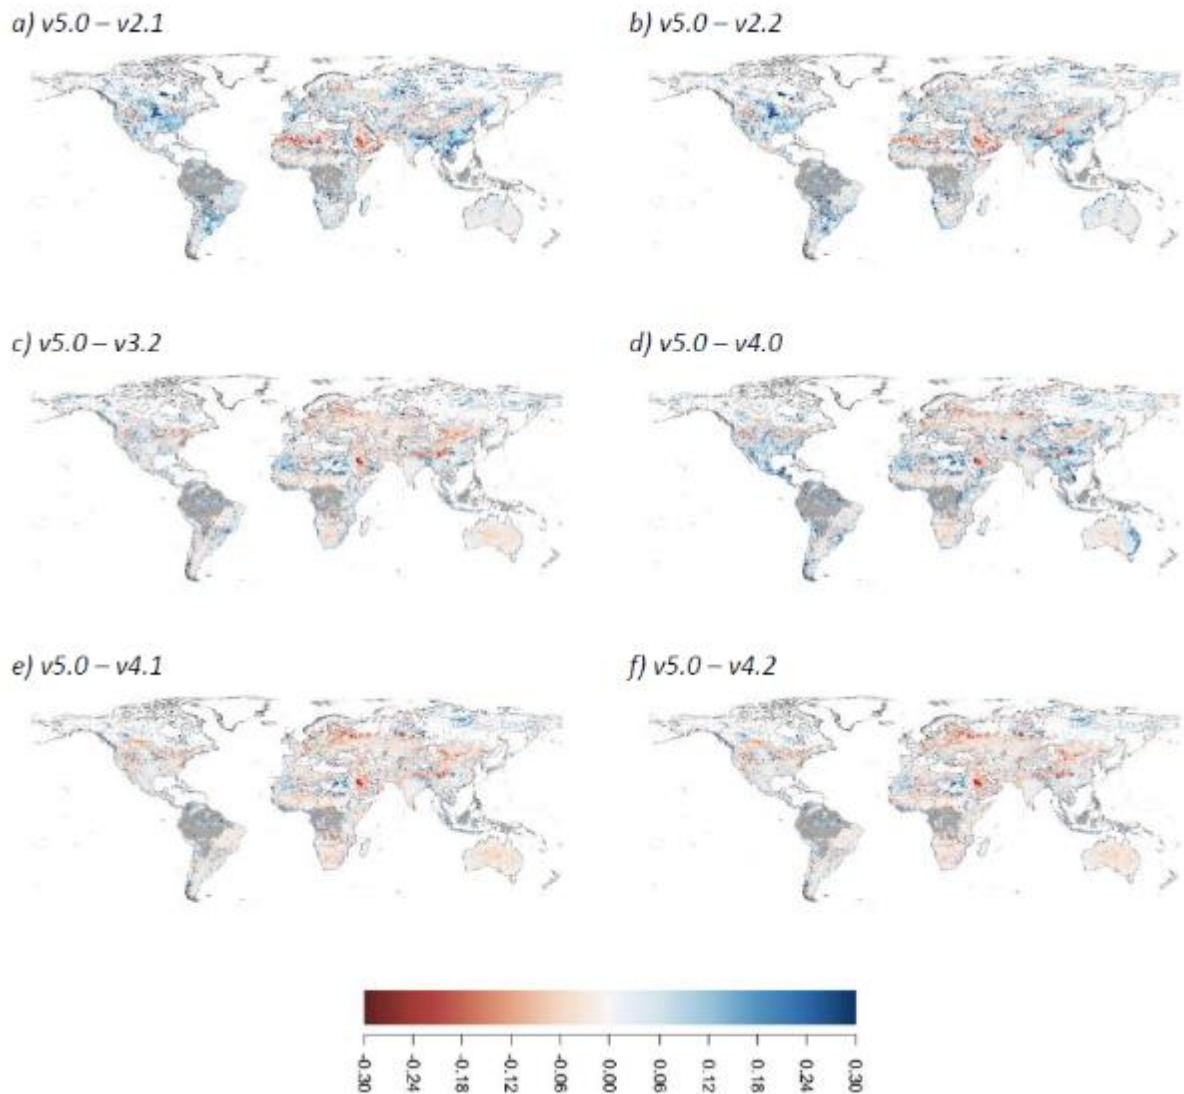 a) v5.0 – v2.1
b) v5.0 – v2.2
c) v5.0 – v3.2
d) v5.0 – v4.0
e) v5.0 – v4.1
f) v5.0 – v4.2
-0.30
-0.24
-0.18
-0.12
-0.06
0.00
0.06
0.12
0.18
0.24
0.30